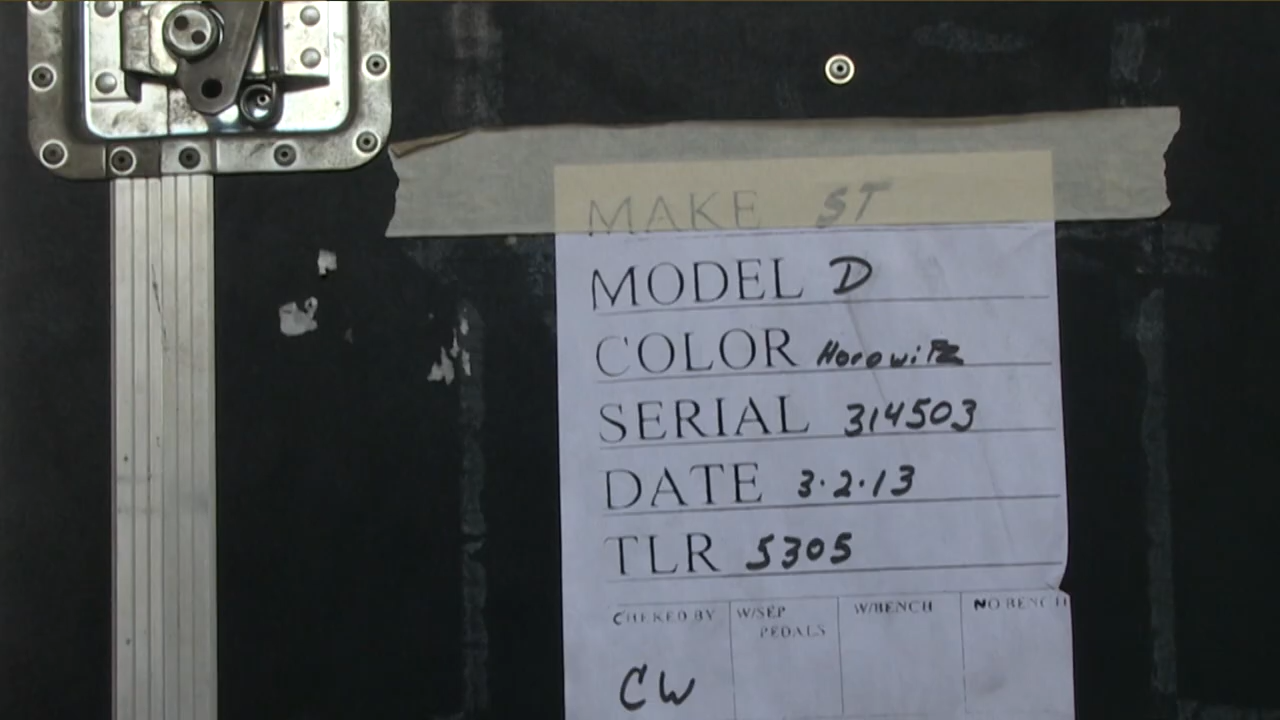 MAKE ST
MODEL D
COLOR Horowitz
SERIAL 314503
DATE 3.2.13
TLR 5305
CHEKED BY W/SEP PEDALS W/BENCH NO BENCH
CW